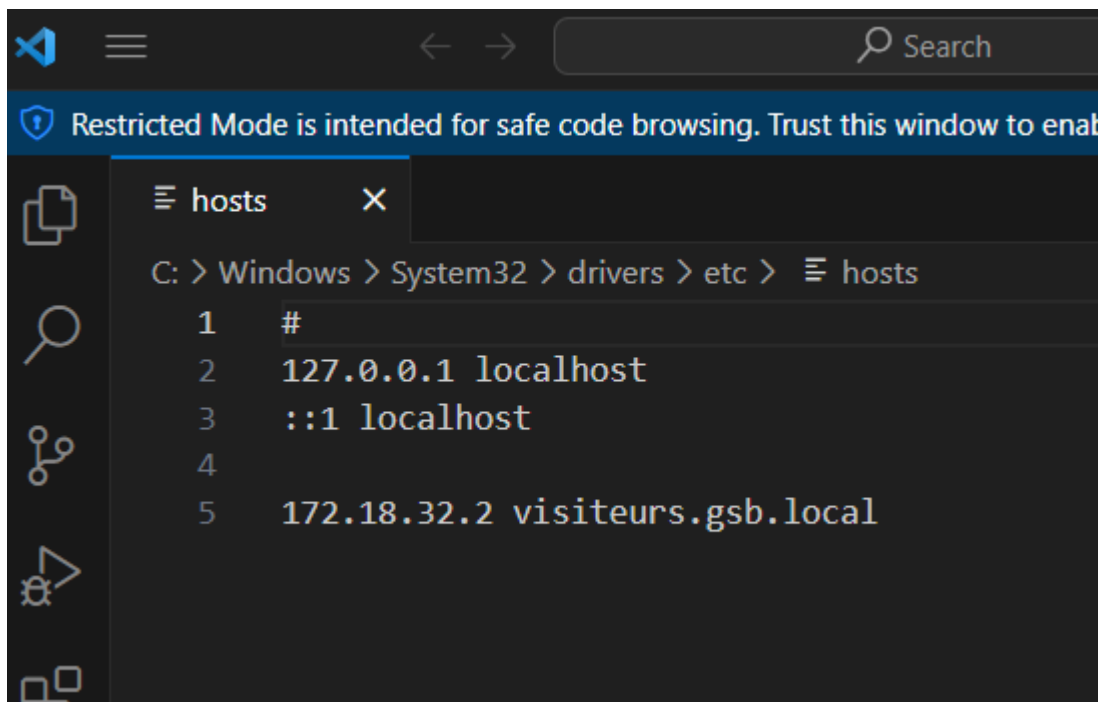 Search
Restricted Mode is intended for safe code browsing. Trust this window to
hosts
C: > Windows > System32 > drivers > etc > hosts
1 #
2 127.0.0.1 localhost
3 ::1 localhost
4
5 172.18.32.2 visiteurs.gsb.local